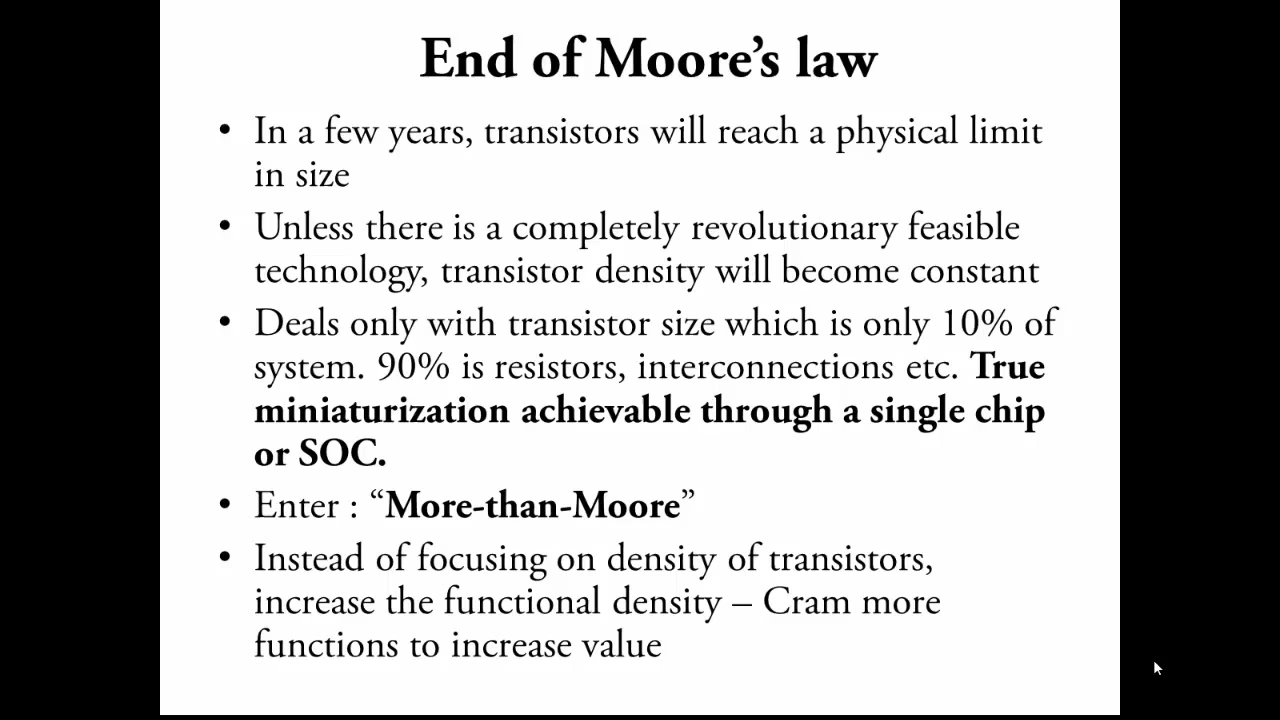 End of Moore’s law
• In a few years, transistors will reach a physical limit
in size
• Unless there is a completely revolutionary feasible
technology, transistor density will become constant
• Deals only with transistor size which is only 10% of
system. 90% is resistors, interconnections etc. True
miniaturization achievable through a single chip
or SOC.
• Enter : “More-than-Moore”
• Instead of focusing on density of transistors,
increase the functional density – Cram more
functions to increase value